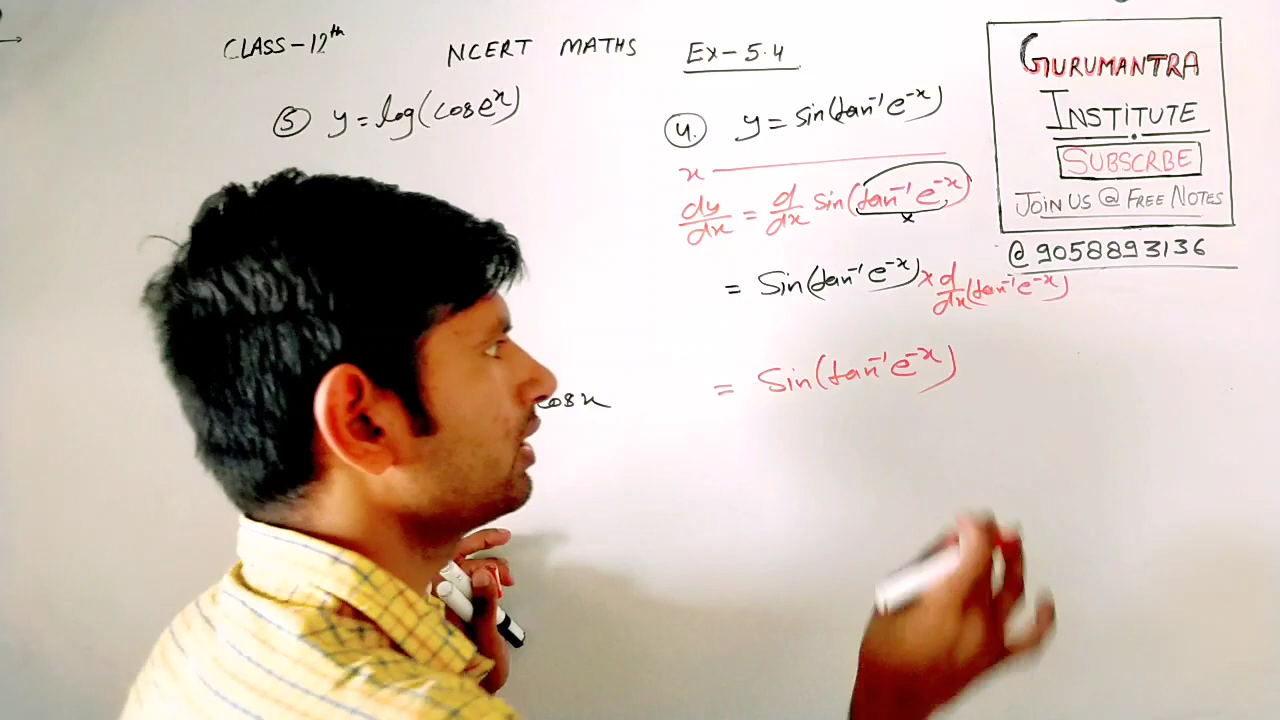 CLASS-12th NCERT MATHS Ex-5.4
⑤ y = log(cos e^x)
④. y = sin(tan⁻¹ e^-x)
x
dy/dx = d/dx sin(tan⁻¹ e^-x)
x
= Sin(tan⁻¹ e^-x) × d/dx (tan⁻¹ e^-x)
= Sin(tan⁻¹ e^-x)
cos x
GURUMANTRA
INSTITUTE
SUBSCRBE
JOIN US @ FREE NOTES
@ 9058893136